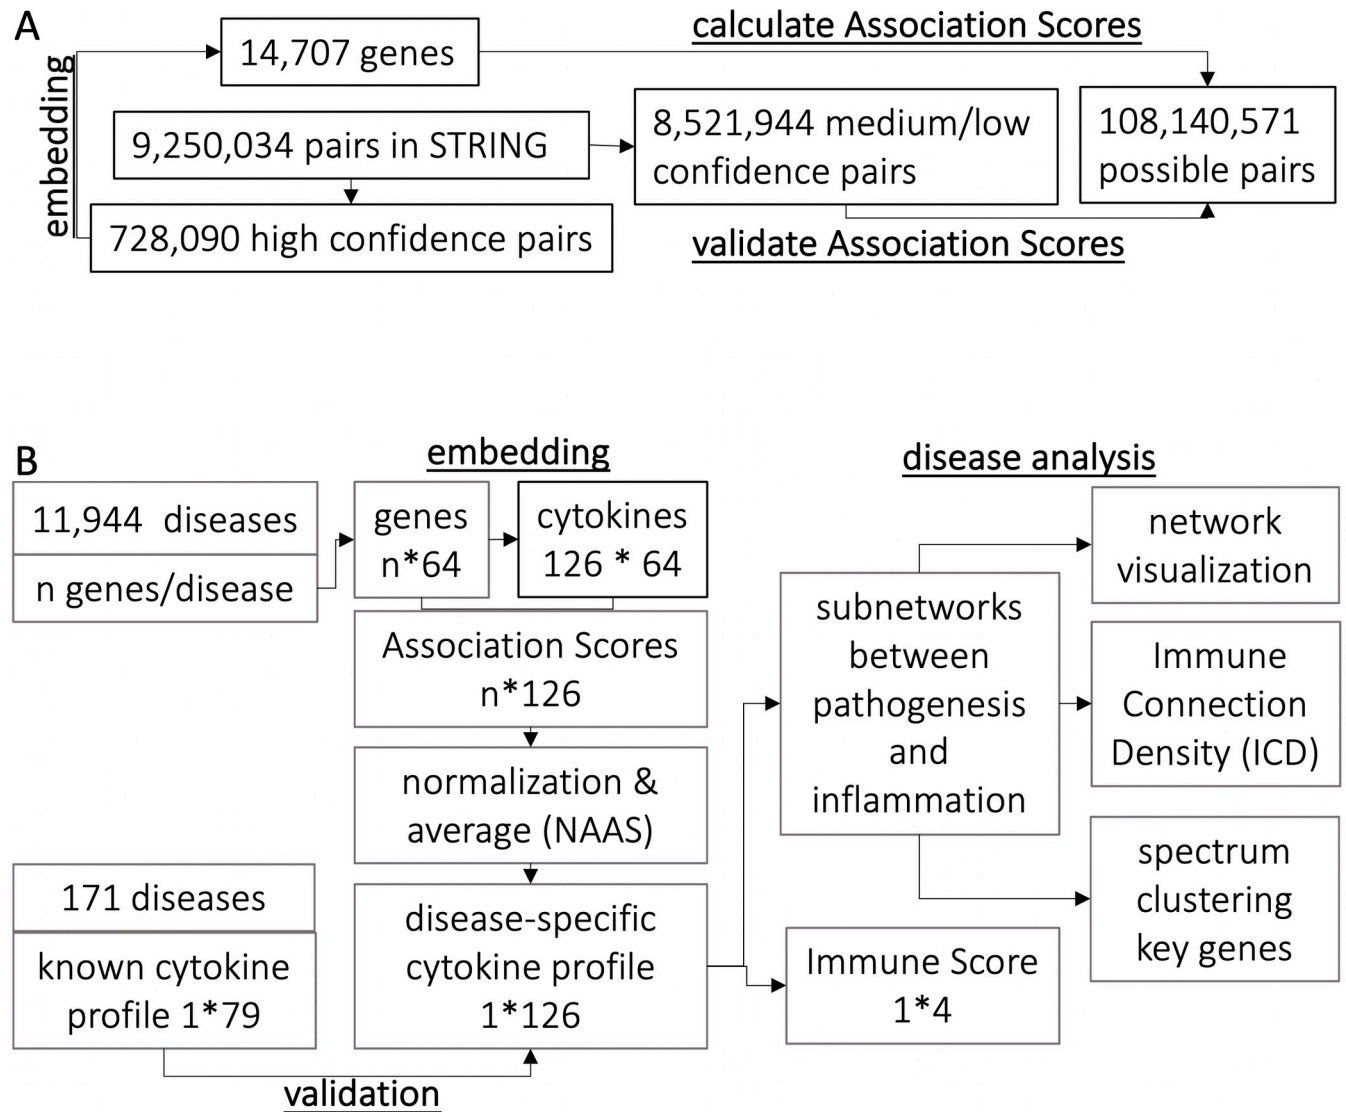 A
calculate Association Scores
14,707 genes
embedding
9,250,034 pairs in STRING
8,521,944 medium/low
confidence pairs
108,140,571
possible pairs
728,090 high confidence pairs
validate Association Scores
B
embedding
disease analysis
11,944 diseases
n genes/disease
genes
n*64
cytokines
126 * 64
Association Scores
n*126
normalization &
average (NAAS)
171 diseases
known cytokine
profile 1*79
disease-specific
cytokine profile
1*126
validation
subnetworks
between
pathogenesis
and
inflammation
Immune Score
1*4
network
visualization
Immune
Connection
Density (ICD)
spectrum
clustering
key genes